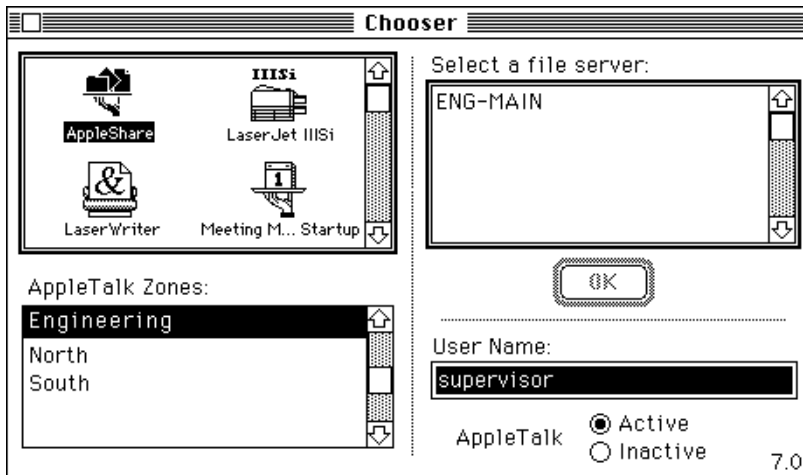 Chooser
IIISi
AppleShare
LaserJet IIISi
&
1
LaserWriter
Meeting M... Startup
AppleTalk Zones:
Engineering
North
South
Select a file server:
ENG-MAIN
OK
User Name:
supervisor
AppleTalk
Active
Inactive
7.0